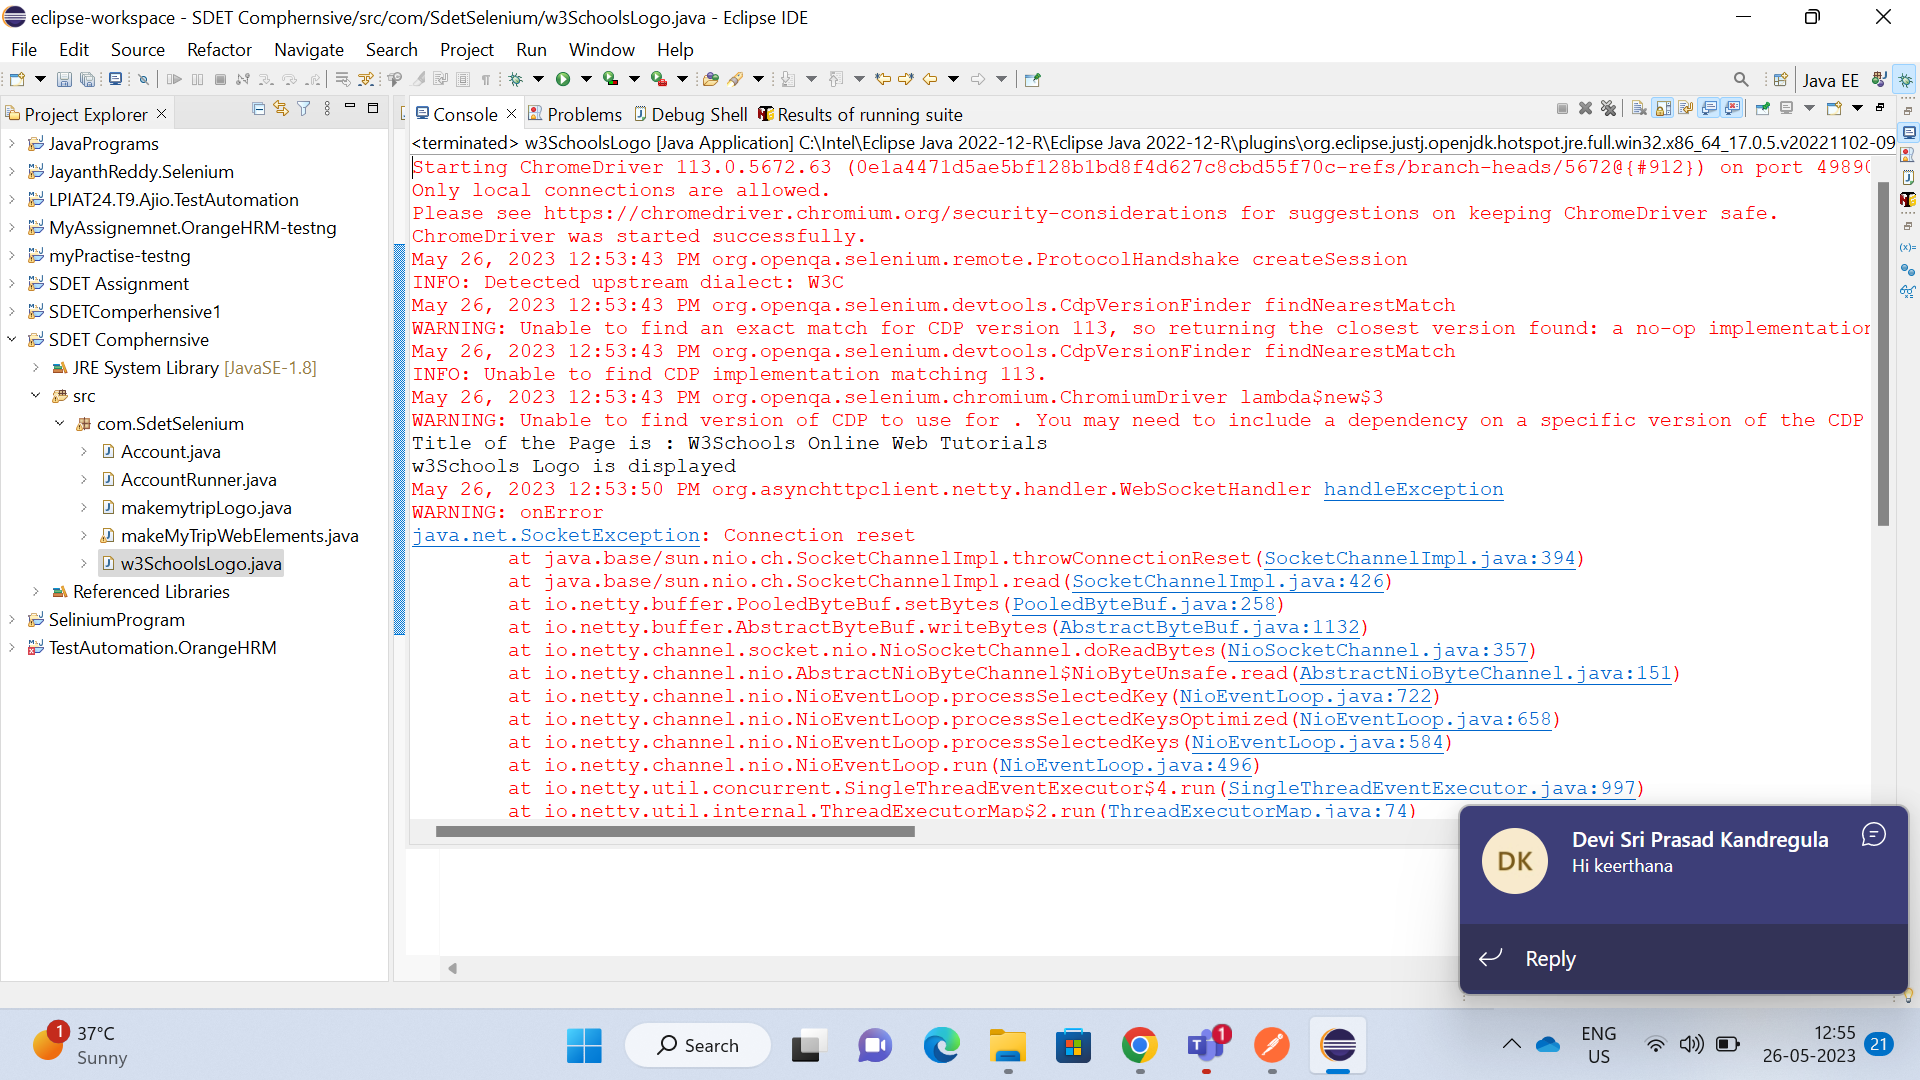 eclipse-workspace - SDET Comphernsive/src/com/SdetSelenium/w3SchoolsLogo.java - Eclipse IDE
File Edit Source Refactor Navigate Search Project Run Window Help
Java EE
Project Explorer
Console Problems Debug Shell Results of running suite
<terminated> w3SchoolsLogo [Java Application] C:\Intel\Eclipse Java 2022-12-R\Eclipse Java 2022-12-R\plugins\org.eclipse.justj.openjdk.hotspot.jre.full.win32.x86_64_17.0.5.v20221102-09
JavaPrograms
JayanthReddy.Selenium
LPIAT24.T9.Ajio.TestAutomation
MyAssignemnet.OrangeHRM-testng
myPractise-testng
SDET Assignment
SDETComperhensive1
SDET Comphernsive
JRE System Library [JavaSE-1.8]
src
com.SdetSelenium
Account.java
AccountRunner.java
makemytripLogo.java
makeMyTripWebElements.java
w3SchoolsLogo.java
Referenced Libraries
SeliniumProgram
TestAutomation.OrangeHRM
Starting ChromeDriver 113.0.5672.63 (0e1a4471d5ae5bf128b1bd8f4d627c8cbd55f70c-refs/branch-heads/5672@{#912}) on port 49890
Only local connections are allowed.
Please see https://chromedriver.chromium.org/security-considerations for suggestions on keeping ChromeDriver safe.
ChromeDriver was started successfully.
May 26, 2023 12:53:43 PM org.openqa.selenium.remote.ProtocolHandshake createSession
INFO: Detected upstream dialect: W3C
May 26, 2023 12:53:43 PM org.openqa.selenium.devtools.CdpVersionFinder findNearestMatch
WARNING: Unable to find an exact match for CDP version 113, so returning the closest version found: a no-op implementation
May 26, 2023 12:53:43 PM org.openqa.selenium.devtools.CdpVersionFinder findNearestMatch
INFO: Unable to find CDP implementation matching 113.
May 26, 2023 12:53:43 PM org.openqa.selenium.chromium.ChromiumDriver lambda$new$3
WARNING: Unable to find version of CDP to use for . You may need to include a dependency on a specific version of the CDP
Title of the Page is : W3Schools Online Web Tutorials
w3Schools Logo is displayed
May 26, 2023 12:53:50 PM org.asynchttpclient.netty.handler.WebSocketHandler handleException
WARNING: onError
java.net.SocketException: Connection reset
at java.base/sun.nio.ch.SocketChannelImpl.throwConnectionReset(SocketChannelImpl.java:394)
at java.base/sun.nio.ch.SocketChannelImpl.read(SocketChannelImpl.java:426)
at io.netty.buffer.PooledByteBuf.setBytes(PooledByteBuf.java:258)
at io.netty.buffer.AbstractByteBuf.writeBytes(AbstractByteBuf.java:1132)
at io.netty.channel.socket.nio.NioSocketChannel.doReadBytes(NioSocketChannel.java:357)
at io.netty.channel.nio.AbstractNioByteChannel$NioByteUnsafe.read(AbstractNioByteChannel.java:151)
at io.netty.channel.nio.NioEventLoop.processSelectedKey(NioEventLoop.java:722)
at io.netty.channel.nio.NioEventLoop.processSelectedKeysOptimized(NioEventLoop.java:658)
at io.netty.channel.nio.NioEventLoop.processSelectedKeys(NioEventLoop.java:584)
at io.netty.channel.nio.NioEventLoop.run(NioEventLoop.java:496)
at io.netty.util.concurrent.SingleThreadEventExecutor$4.run(SingleThreadEventExecutor.java:997)
at io.netty.util.internal.ThreadExecutorMap$2.run(ThreadExecutorMap.java:74)
DK
Devi Sri Prasad Kandregula
Hi keerthana
Reply
1
37°C
Sunny
Search
1
ENG
US
12:55
26-05-2023
21